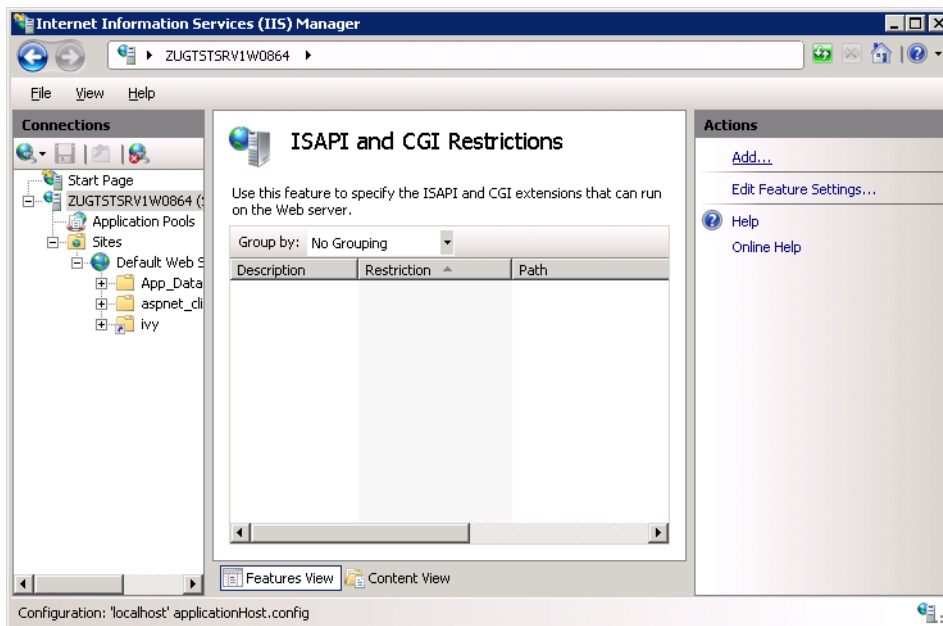 Internet Information Services (IIS) Manager
ZUGTSTSRV1W0864
File View Help
Connections
Start Page
ZUGTSTSRV1W0864 (
Application Pools
Sites
Default Web S
App_Data
aspnet_cli
ivy
ISAPI and CGI Restrictions
Use this feature to specify the ISAPI and CGI extensions that can run
on the Web server.
Group by: No Grouping
Description Restriction Path
Features View Content View
Actions
Add...
Edit Feature Settings...
Help
Online Help
Configuration: 'localhost' applicationHost.config